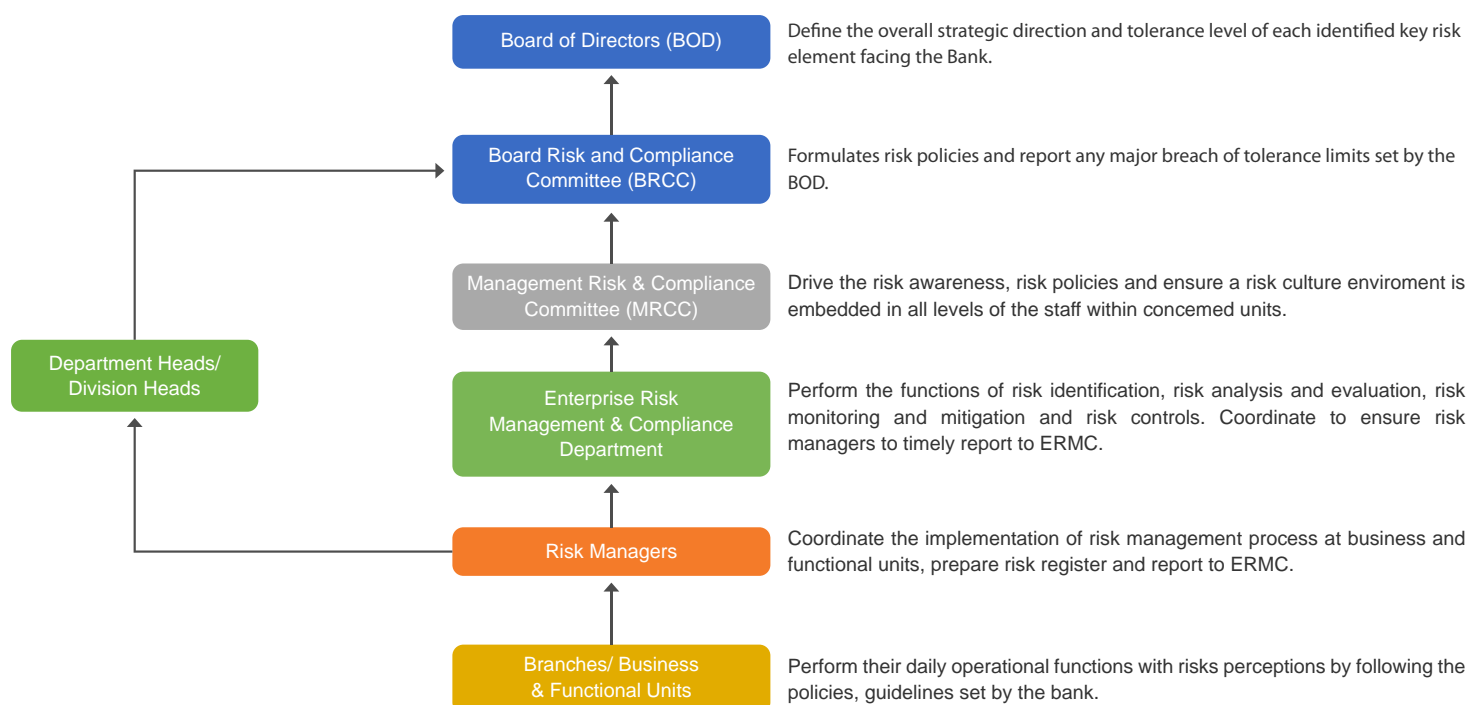 Board of Directors (BOD)
Define the overall strategic direction and tolerance level of each identified key risk
element facing the Bank.
Board Risk and Compliance
Committee (BRCC)
Formulates risk policies and report any major breach of tolerance limits set by the
BOD.
Management Risk & Compliance
Committee (MRCC)
Drive the risk awareness, risk policies and ensure a risk culture enviroment is
embedded in all levels of the staff within concemed units.
Department Heads/
Division Heads
Enterprise Risk
Management & Compliance
Department
Perform the functions of risk identification, risk analysis and evaluation, risk
monitoring and mitigation and risk controls. Coordinate to ensure risk
managers to timely report to ERMC.
Risk Managers
Coordinate the implementation of risk management process at business and
functional units, prepare risk register and report to ERMC.
Branches/ Business
& Functional Units
Perform their daily operational functions with risks perceptions by following the
policies, guidelines set by the bank.